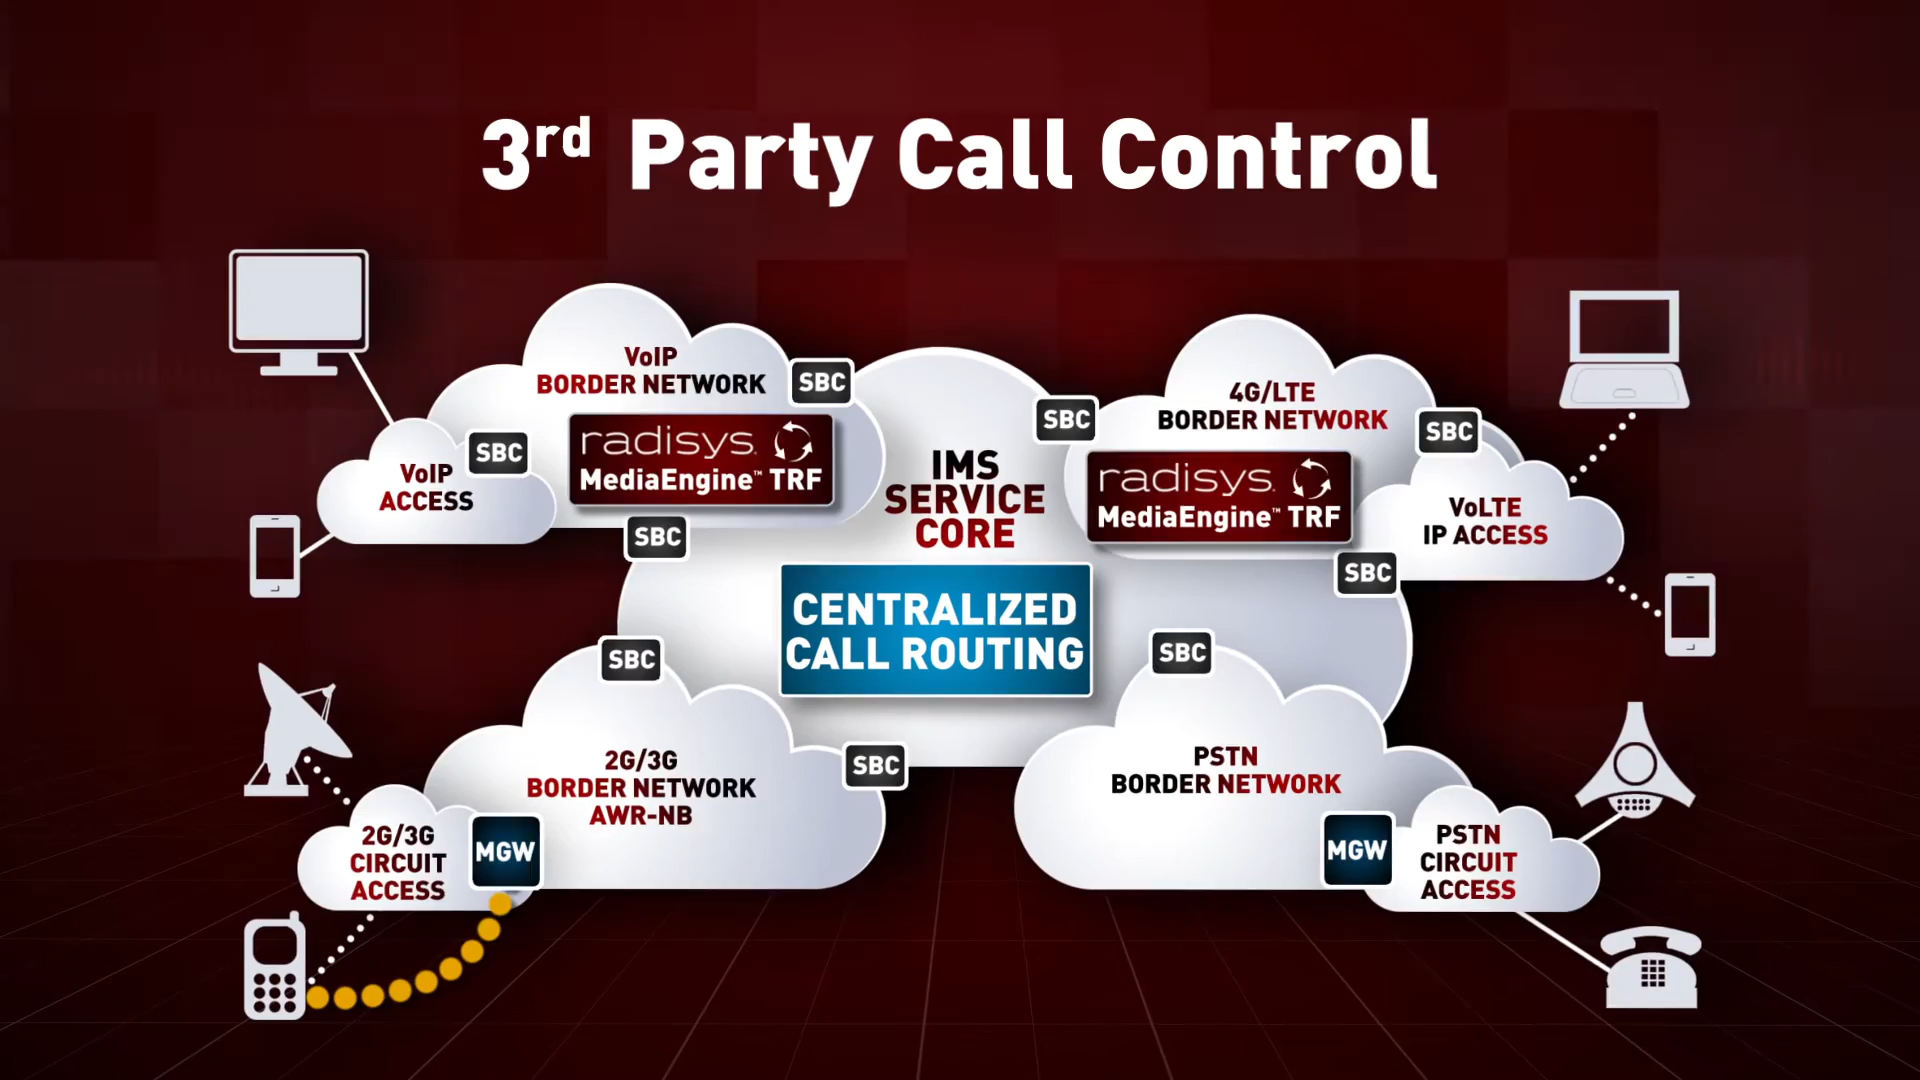 3rd Party Call Control
VoIP
BORDER NETWORK
SBC
radisys.
MediaEngine™ TRF
SBC
VoIP
ACCESS
SBC
IMS
SERVICE
CORE
CENTRALIZED
CALL ROUTING
SBC
4G/LTE
BORDER NETWORK
radisys.
MediaEngine™ TRF
SBC
VoLTE
IP ACCESS
SBC
SBC
2G/3G
BORDER NETWORK
AWR-NB
SBC
2G/3G
CIRCUIT
ACCESS
MGW
SBC
PSTN
BORDER NETWORK
MGW
PSTN
CIRCUIT
ACCESS